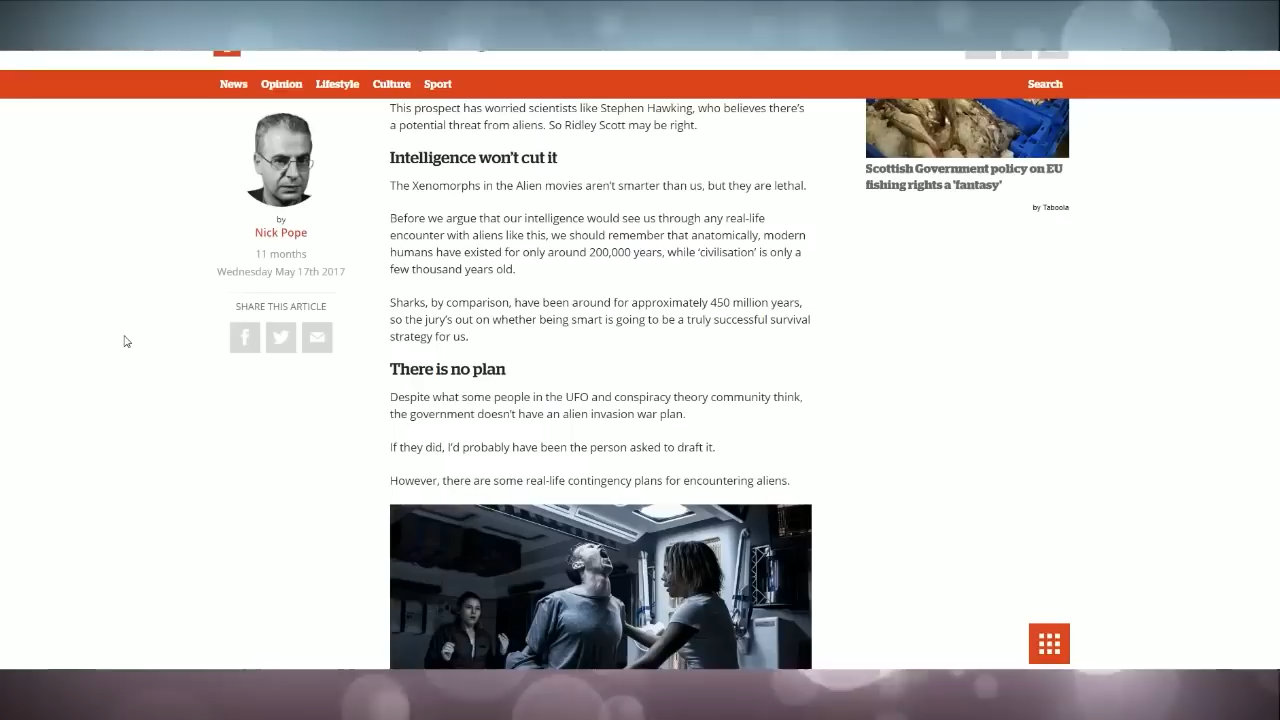 News Opinion Lifestyle Culture Sport Search
by
Nick Pope
11 months
Wednesday May 17th 2017
SHARE THIS ARTICLE
This prospect has worried scientists like Stephen Hawking, who believes there's
a potential threat from aliens. So Ridley Scott may be right.
Intelligence won't cut it
The Xenomorphs in the Alien movies aren't smarter than us, but they are lethal.
Before we argue that our intelligence would see us through any real-life
encounter with aliens like this, we should remember that anatomically, modern
humans have existed for only around 200,000 years, while 'civilisation' is only a
few thousand years old.
Sharks, by comparison, have been around for approximately 450 million years,
so the jury's out on whether being smart is going to be a truly successful survival
strategy for us.
There is no plan
Despite what some people in the UFO and conspiracy theory community think,
the government doesn't have an alien invasion war plan.
If they did, I'd probably have been the person asked to draft it.
However, there are some real-life contingency plans for encountering aliens.
Scottish Government policy on EU
fishing rights a 'fantasy'
by Taboola